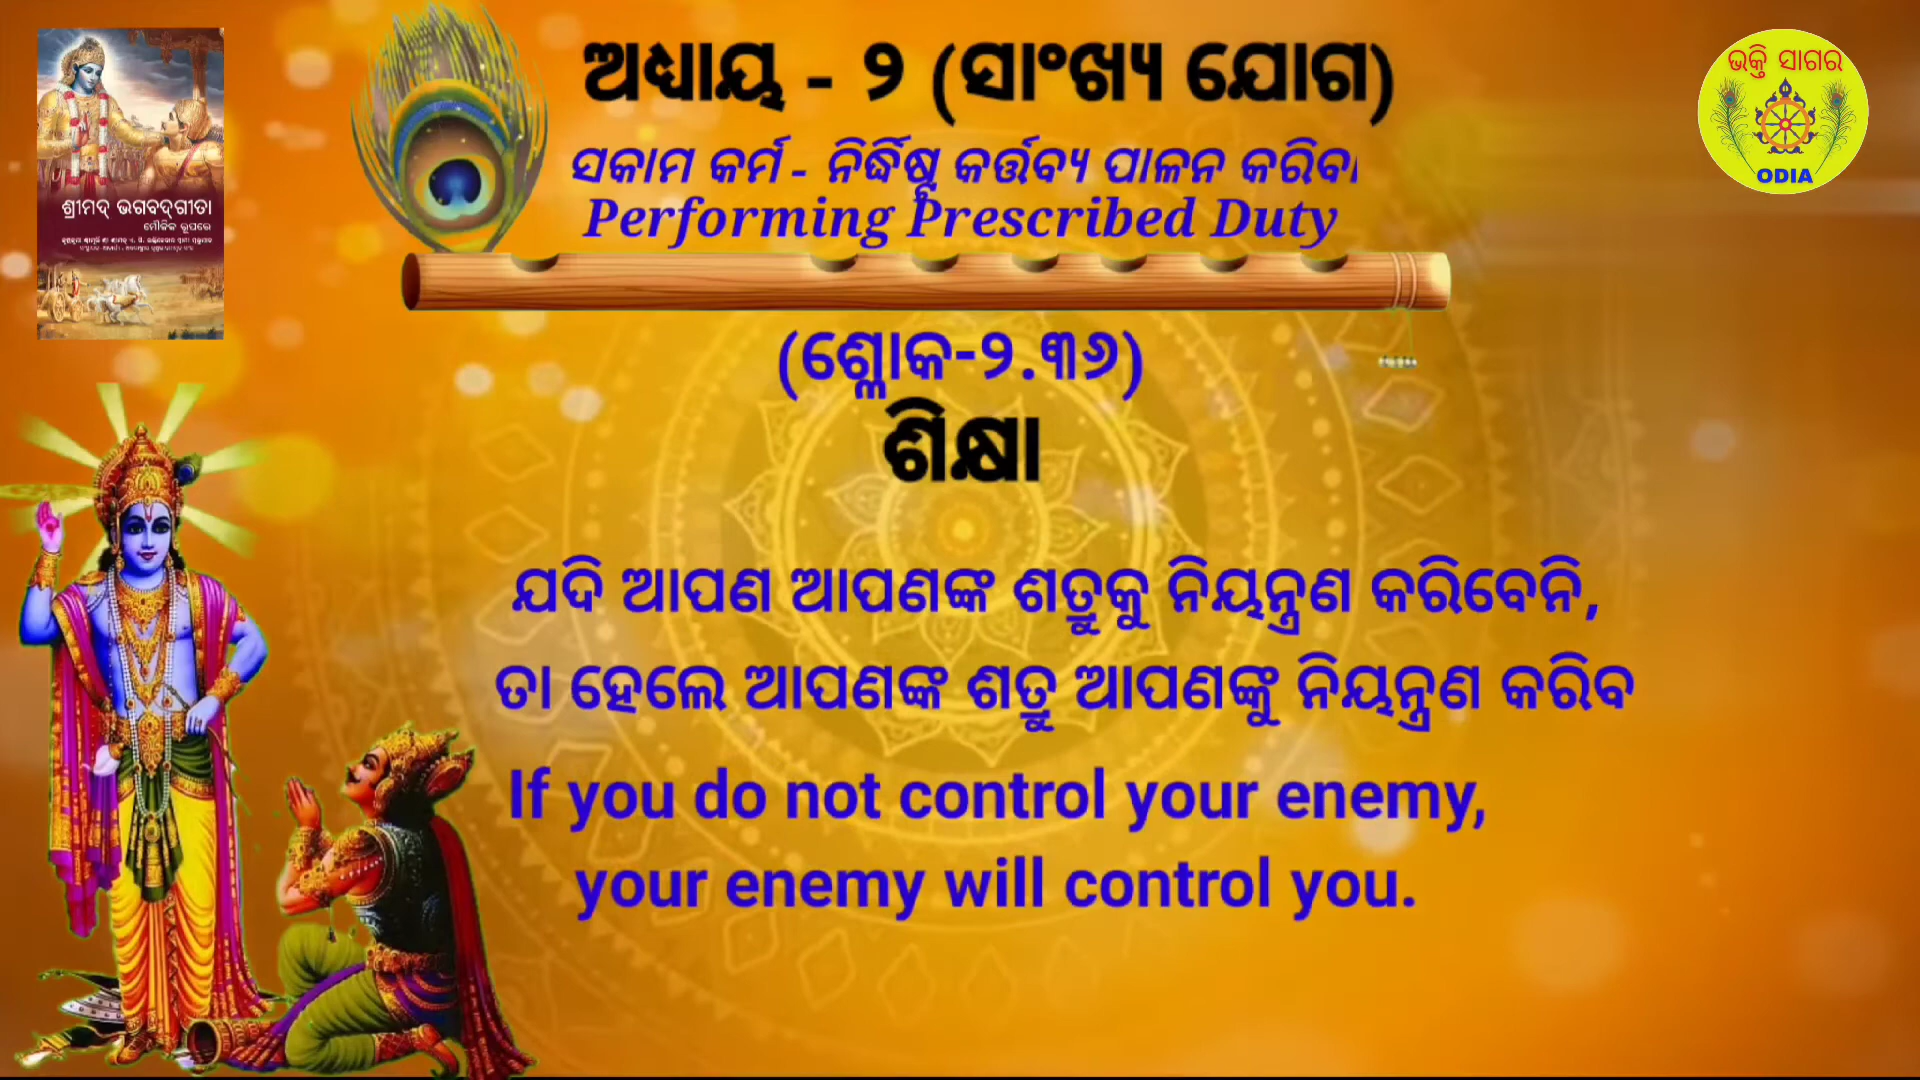 ଅଧ୍ୟାୟ - ୨ (ସାଂଖ୍ୟ ଯୋଗ)
ସକାମ କର୍ମ - ନିର୍ଦ୍ଧିଷ୍ଟ କର୍ତ୍ତବ୍ୟ ପାଳନ କରିବା
Performing Prescribed Duty
ଭକ୍ତି ସାଗର
ODIA
ଶ୍ରୀମଦ୍ ଭଗବଦ୍‌ଗୀତା
ମୌଳିକ ରୂପରେ
(ଶ୍ଳୋକ-୨.୩୬)
ଶିକ୍ଷା
ଯଦି ଆପଣ ଆପଣଙ୍କ ଶତ୍ରୁକୁ ନିୟନ୍ତ୍ରଣ କରିବେନି,
ତା ହେଲେ ଆପଣଙ୍କ ଶତ୍ରୁ ଆପଣଙ୍କୁ ନିୟନ୍ତ୍ରଣ କରିବ
If you do not control your enemy,
your enemy will control you.